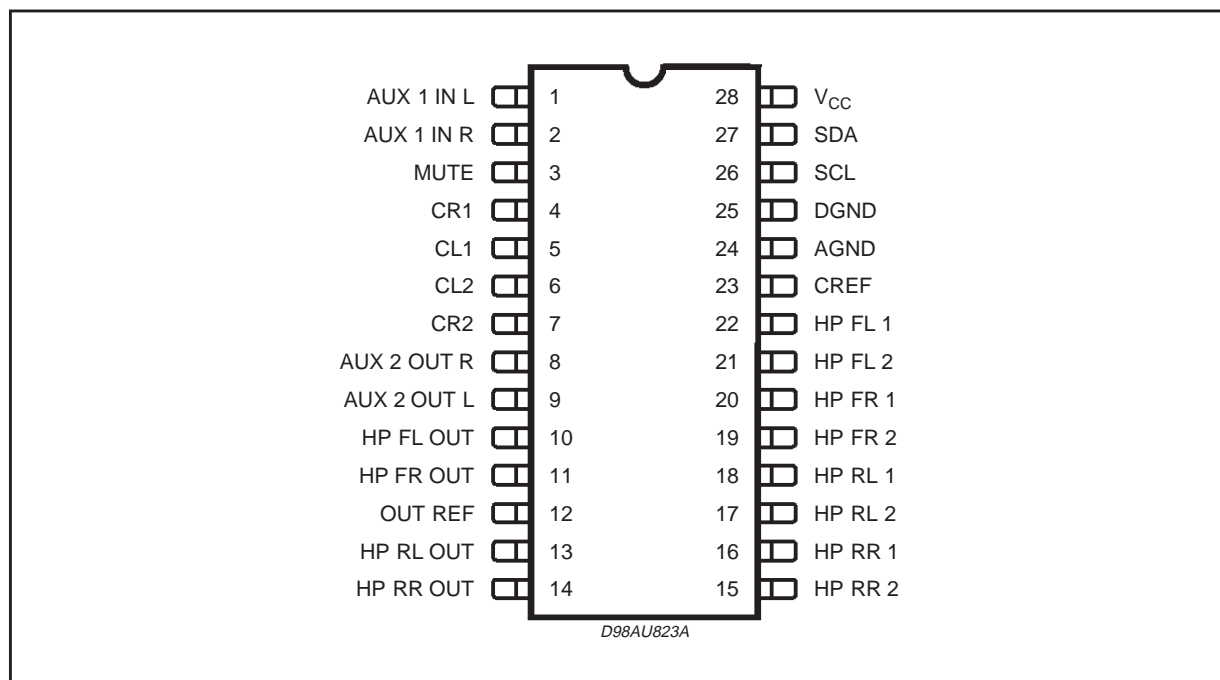 AUX 1 IN L 1 28 VCC
AUX 1 IN R 2 27 SDA
MUTE 3 26 SCL
CR1 4 25 DGND
CL1 5 24 AGND
CL2 6 23 CREF
CR2 7 22 HP FL 1
AUX 2 OUT R 8 21 HP FL 2
AUX 2 OUT L 9 20 HP FR 1
HP FL OUT 10 19 HP FR 2
HP FR OUT 11 18 HP RL 1
OUT REF 12 17 HP RL 2
HP RL OUT 13 16 HP RR 1
HP RR OUT 14 15 HP RR 2
D98AU823A